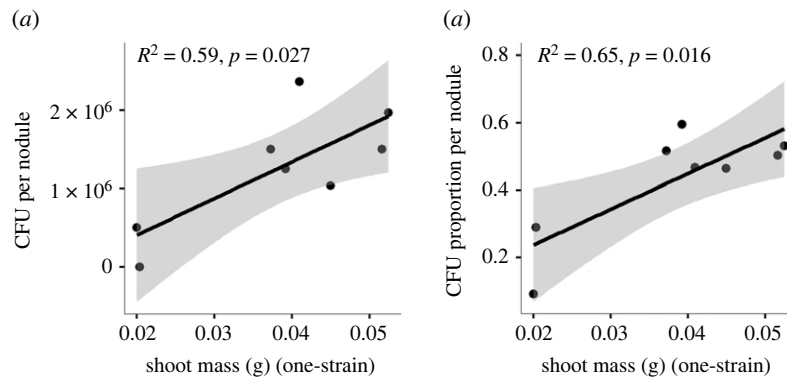 (a)
R² = 0.59, p = 0.027
CFU per nodule
2 × 10⁶
1 × 10⁶
0
0.02 0.03 0.04 0.05
shoot mass (g) (one-strain)
(a)
R² = 0.65, p = 0.016
CFU proportion per nodule
0.8
0.6
0.4
0.2
0.02 0.03 0.04 0.05
shoot mass (g) (one-strain)